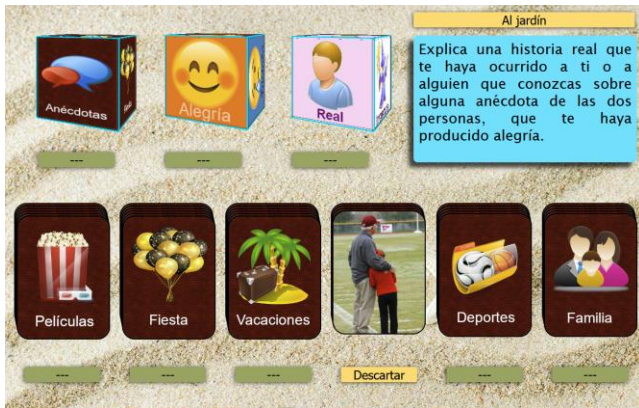 Al jardín
Explica una historia real que
te haya ocurrido a ti o a
alguien que conozcas sobre
alguna anécdota de las dos
personas, que te haya
producido alegría.
Anécdotas
Alegría
Real
---
---
---
Películas
Fiesta
Vacaciones
Deportes
Familia
---
---
---
Descartar
---
---